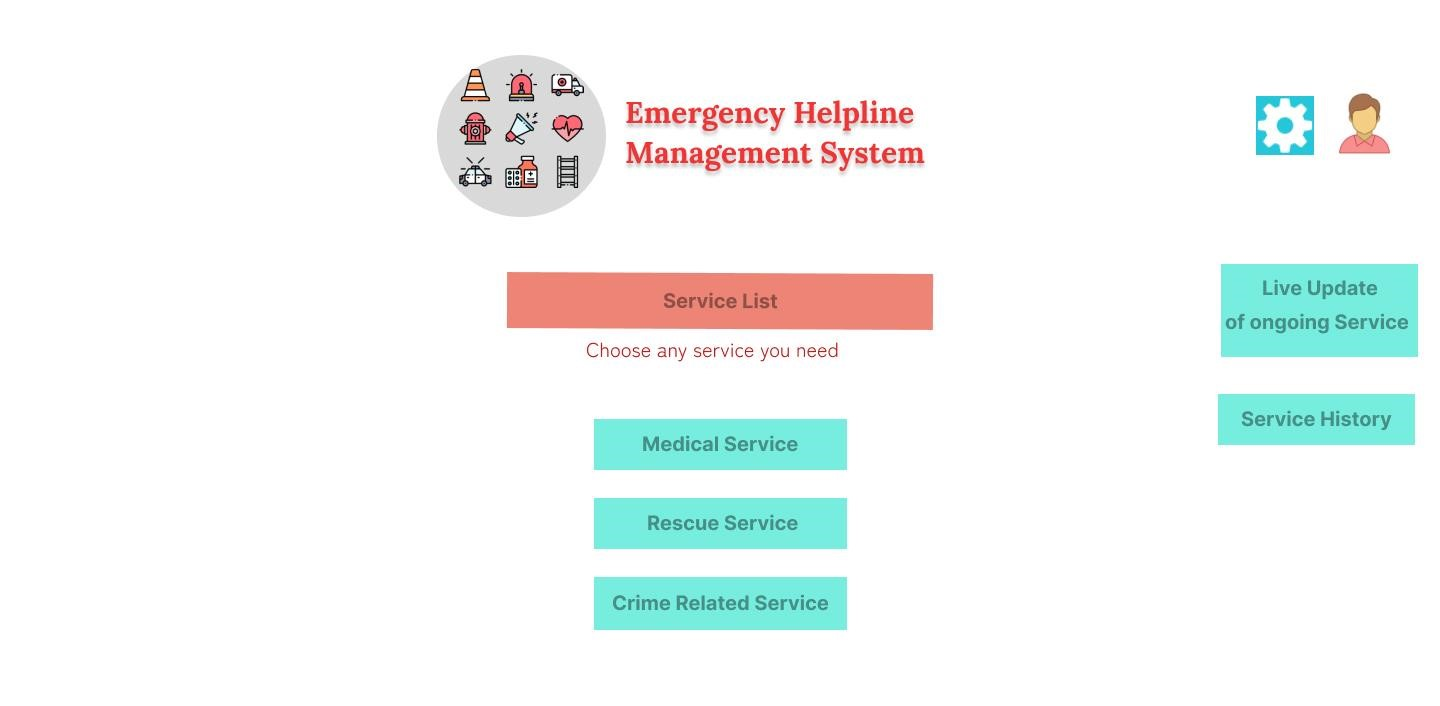 Emergency Helpline
Management System
Service List
Choose any service you need
Live Update
of ongoing Service
Service History
Medical Service
Rescue Service
Crime Related Service